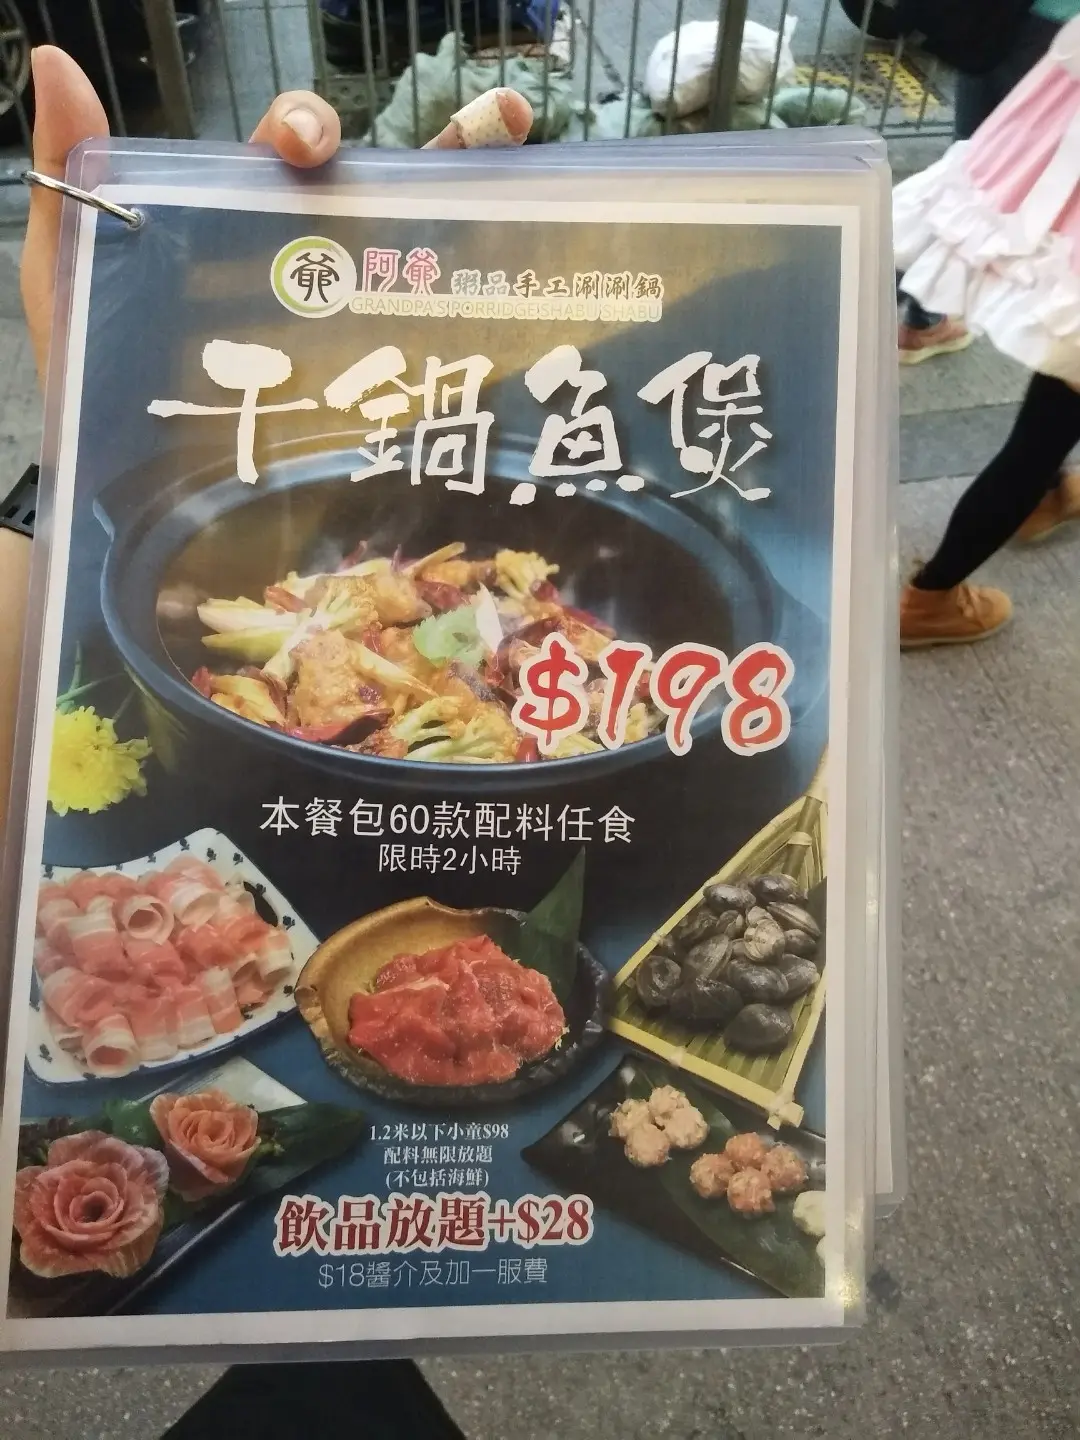 爺 阿爺 粥品手工涮涮鍋
GRANDPA'S PORRIDGE SHABU SHABU
干鍋魚煲
$198
本餐包60款配料任食
限時2小時
1.2米以下小童$98
配料無限放題
(不包括海鮮)
飲品放題+$28
$18醬介及加一服費